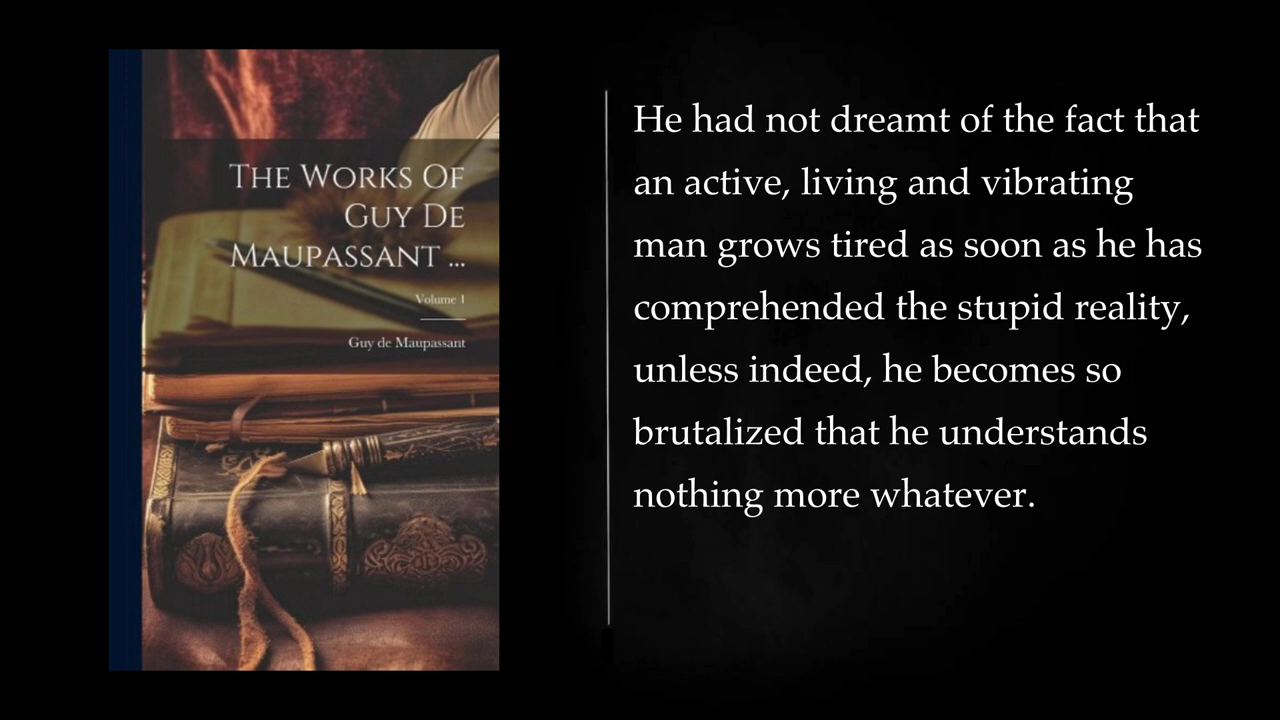 THE WORKS OF
GUY DE
MAUPASSANT ...
Volume 1
Guy de Maupassant
He had not dreamt of the fact that
an active, living and vibrating
man grows tired as soon as he has
comprehended the stupid reality,
unless indeed, he becomes so
brutalized that he understands
nothing more whatever.